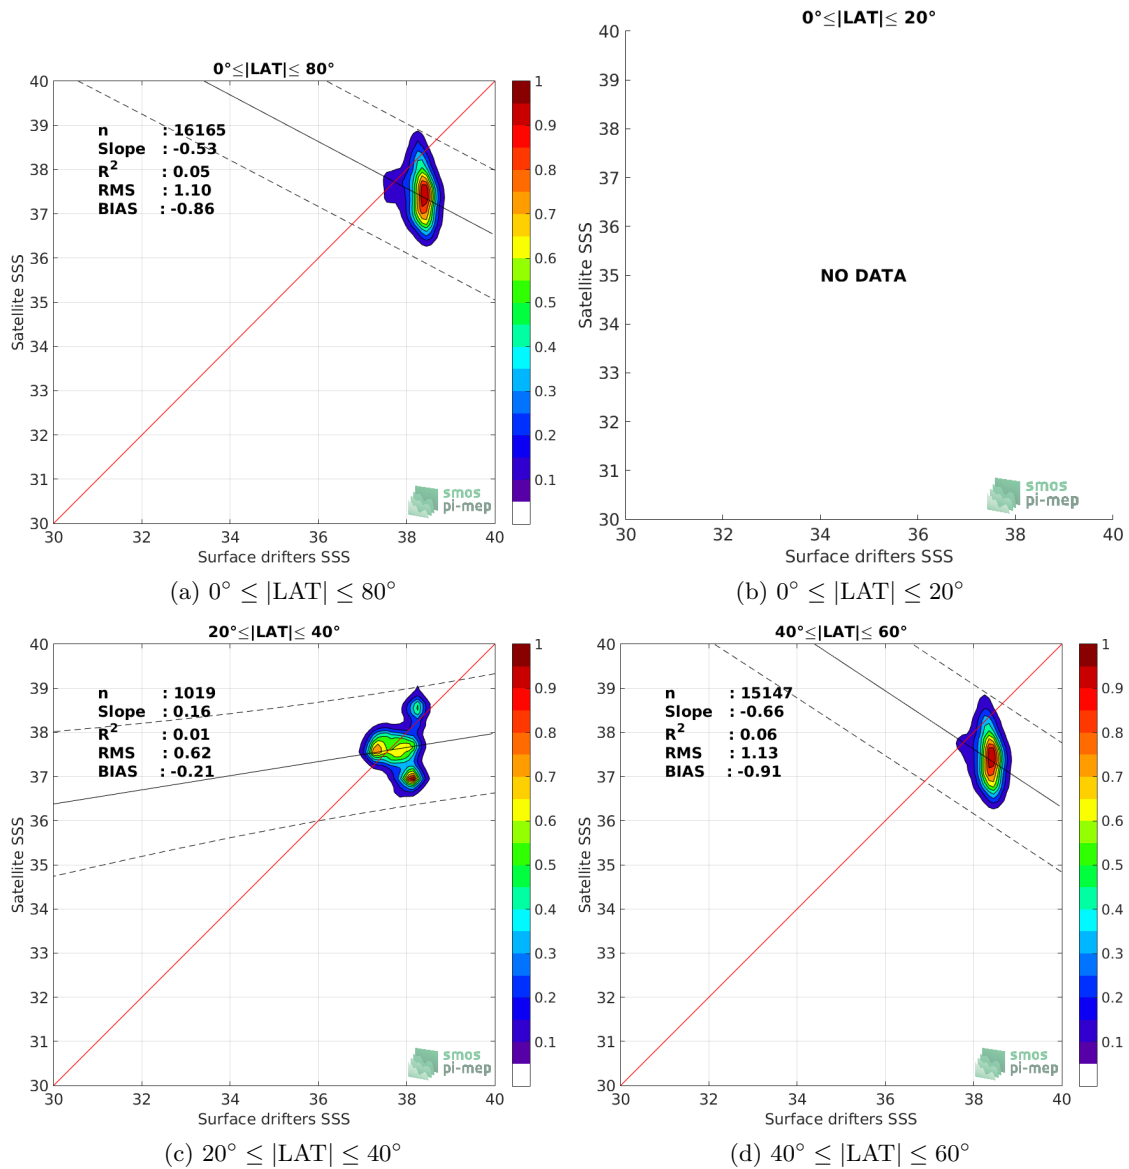 0°≤|LAT|≤ 80°
40
39
38
37
36
35
34
33
32
31
30
Satellite SSS
n : 16165
Slope : -0.53
R2 : 0.05
RMS : 1.10
BIAS : -0.86
1
0.9
0.8
0.7
0.6
0.5
0.4
0.3
0.2
0.1
smos
pi-mep
30 32 34 36 38 40
Surface drifters SSS
(a) 0° ≤ |LAT| ≤ 80°
0°≤|LAT|≤ 20°
40
39
38
37
36
35
34
33
32
31
30
Satellite SSS
NO DATA
smos
pi-mep
30 32 34 36 38 40
Surface drifters SSS
(b) 0° ≤ |LAT| ≤ 20°
20°≤|LAT|≤ 40°
40
39
38
37
36
35
34
33
32
31
30
Satellite SSS
n : 1019
Slope : 0.16
R2 : 0.01
RMS : 0.62
BIAS : -0.21
1
0.9
0.8
0.7
0.6
0.5
0.4
0.3
0.2
0.1
smos
pi-mep
30 32 34 36 38 40
Surface drifters SSS
(c) 20° ≤ |LAT| ≤ 40°
40°≤|LAT|≤ 60°
40
39
38
37
36
35
34
33
32
31
30
Satellite SSS
n : 15147
Slope : -0.66
R2 : 0.06
RMS : 1.13
BIAS : -0.91
1
0.9
0.8
0.7
0.6
0.5
0.4
0.3
0.2
0.1
smos
pi-mep
30 32 34 36 38 40
Surface drifters SSS
(d) 40° ≤ |LAT| ≤ 60°